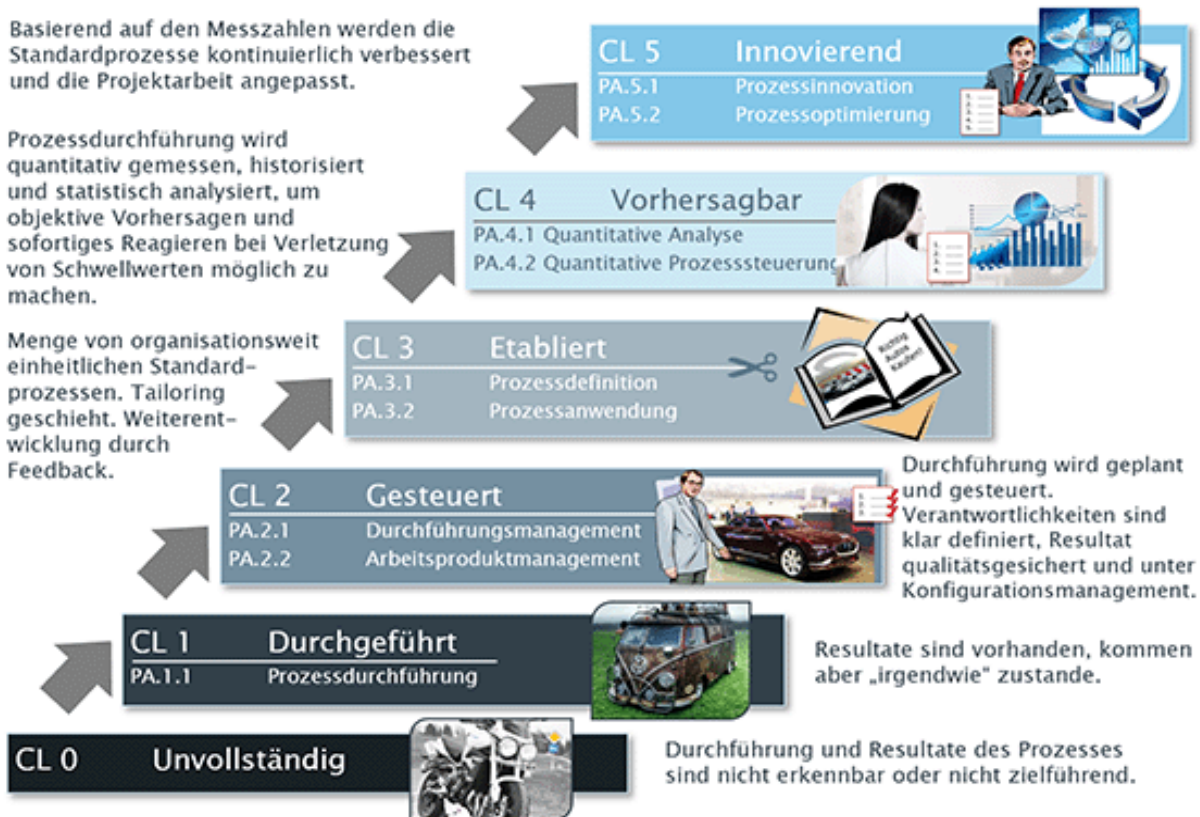 Basierend auf den Messzahlen werden die
Standardprozesse kontinuierlich verbessert
und die Projektarbeit angepasst.
CL 5 Innovierend
PA.5.1 Prozessinnovation
PA.5.2 Prozessoptimierung
Prozessdurchführung wird
quantitativ gemessen, historisiert
und statistisch analysiert, um
objektive Vorhersagen und
sofortiges Reagieren bei Verletzung
von Schwellwerten möglich zu
machen.
CL 4 Vorhersagbar
PA.4.1 Quantitative Analyse
PA.4.2 Quantitative Prozesssteuerung
Menge von organisationsweit
einheitlichen Standard-
prozessen. Tailoring
geschieht. Weiterent-
wicklung durch
Feedback.
CL 3 Etabliert
PA.3.1 Prozessdefinition
PA.3.2 Prozessanwendung
Richtig
Autos
kaufen!
CL 2 Gesteuert
PA.2.1 Durchführungsmanagement
PA.2.2 Arbeitsproduktmanagement
Durchführung wird geplant
und gesteuert.
Verantwortlichkeiten sind
klar definiert, Resultat
qualitätsgesichert und unter
Konfigurationsmanagement.
CL 1 Durchgeführt
PA.1.1 Prozessdurchführung
Resultate sind vorhanden, kommen
aber „irgendwie“ zustande.
CL 0 Unvollständig
Durchführung und Resultate des Prozesses
sind nicht erkennbar oder nicht zielführend.